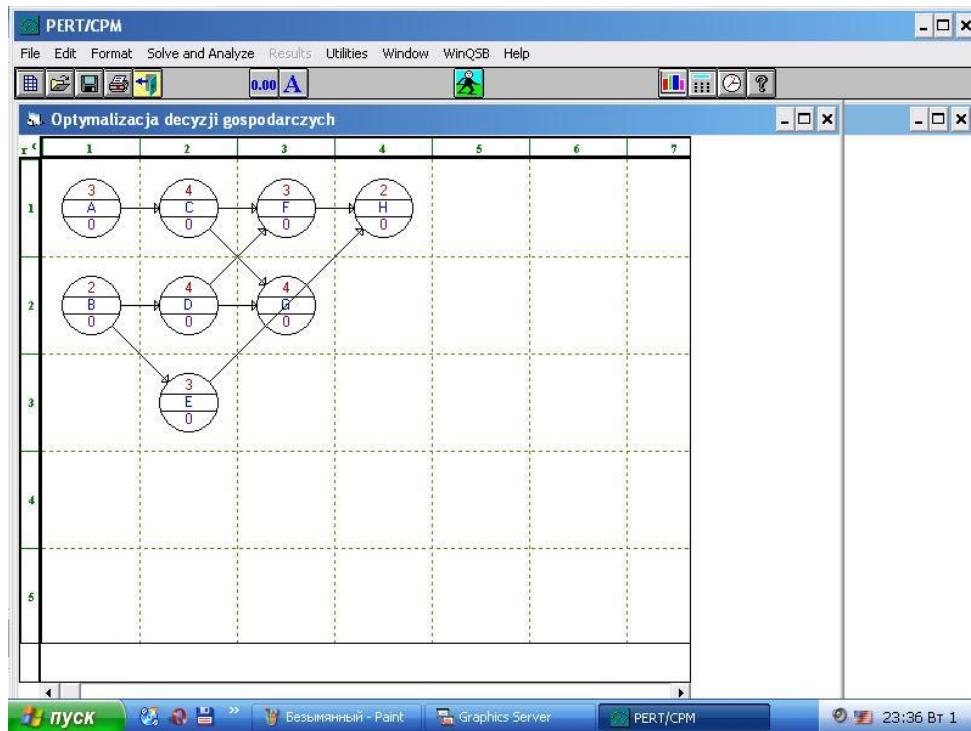 PERT/CPM
File Edit Format Solve and Analyze Results Utilities Window WinQSB Help
0.00 A
Optymalizacja decyzji gospodarczych
1 2 3 4 5 6 7
1
3 4 3 2
A C F H
0 0 0 0
2
2 4 4
B D G
0 0 0
3
3
E
0
4
5
пуск » Безымянный - Paint Graphics Server PERT/CPM 23:36 Вт 1